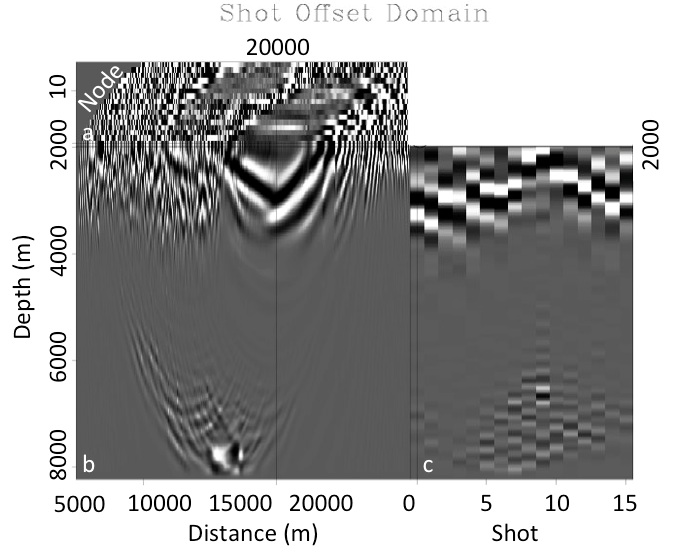 Shot Offset Domain
20000
Node
10
a
2000
2000
4000
Depth (m)
6000
8000
b
c
5000 10000 15000 20000 0 5 10 15
Distance (m) Shot